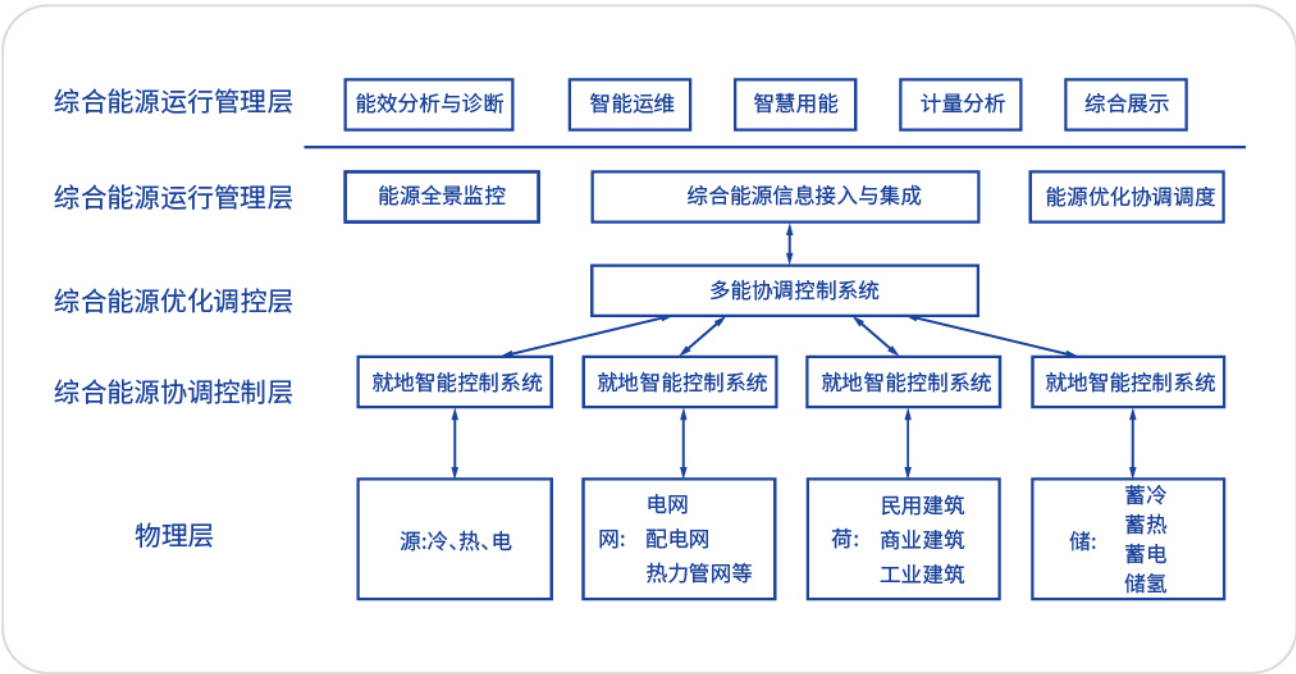 综合能源运行管理层
能效分析与诊断
智能运维
智慧用能
计量分析
综合展示
综合能源运行管理层
能源全景监控
综合能源信息接入与集成
能源优化协调调度
综合能源优化调控层
多能协调控制系统
综合能源协调控制层
就地智能控制系统
就地智能控制系统
就地智能控制系统
就地智能控制系统
物理层
源:冷、热、电
网:
电网
配电网
热力管网等
荷:
民用建筑
商业建筑
工业建筑
储:
蓄冷
蓄热
蓄电
储氢